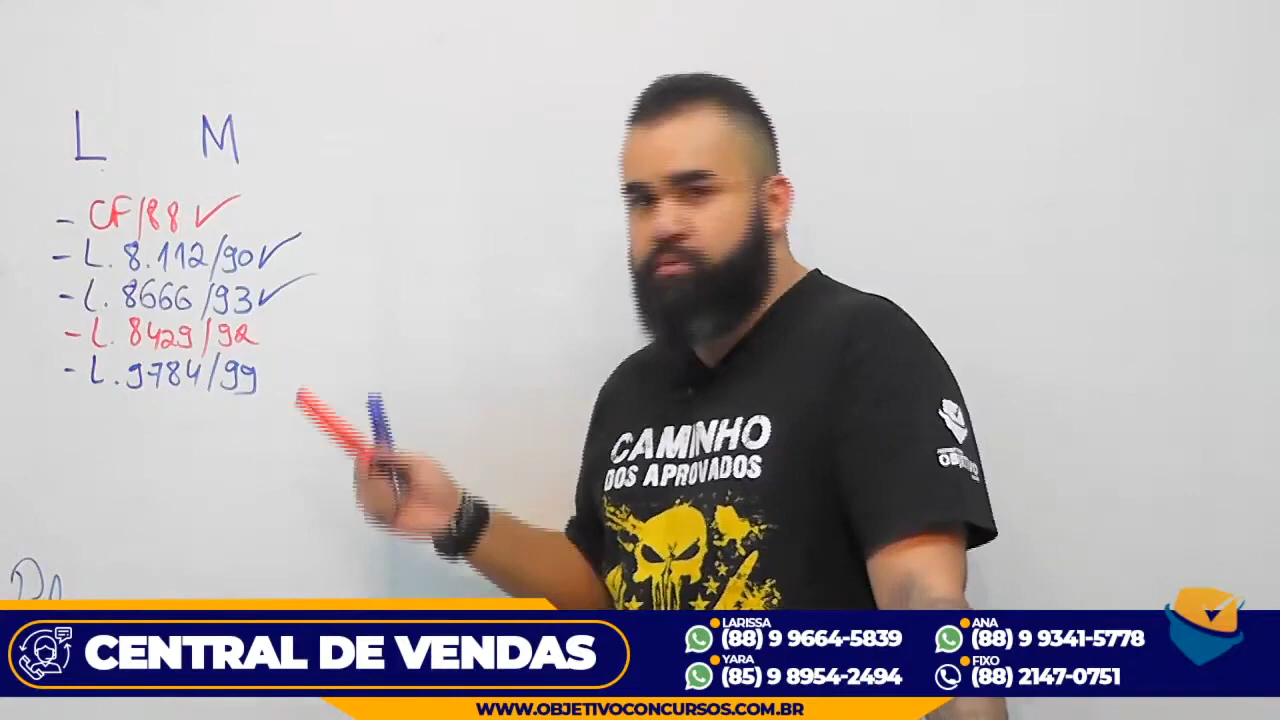 L M
- CF/88 ✓
- L. 8.112/90 ✓
- L. 8666/93 ✓
- L. 8429/92
- L. 9784/99
CAMINHO
DOS APROVADOS
OBJETIVO
CENTRAL DE VENDAS
LARISSA
(88) 9 9664-5839
YARA
(85) 9 8954-2494
ANA
(88) 9 9341-5778
FIXO
(88) 2147-0751
WWW.OBJETIVOCONCURSOS.COM.BR